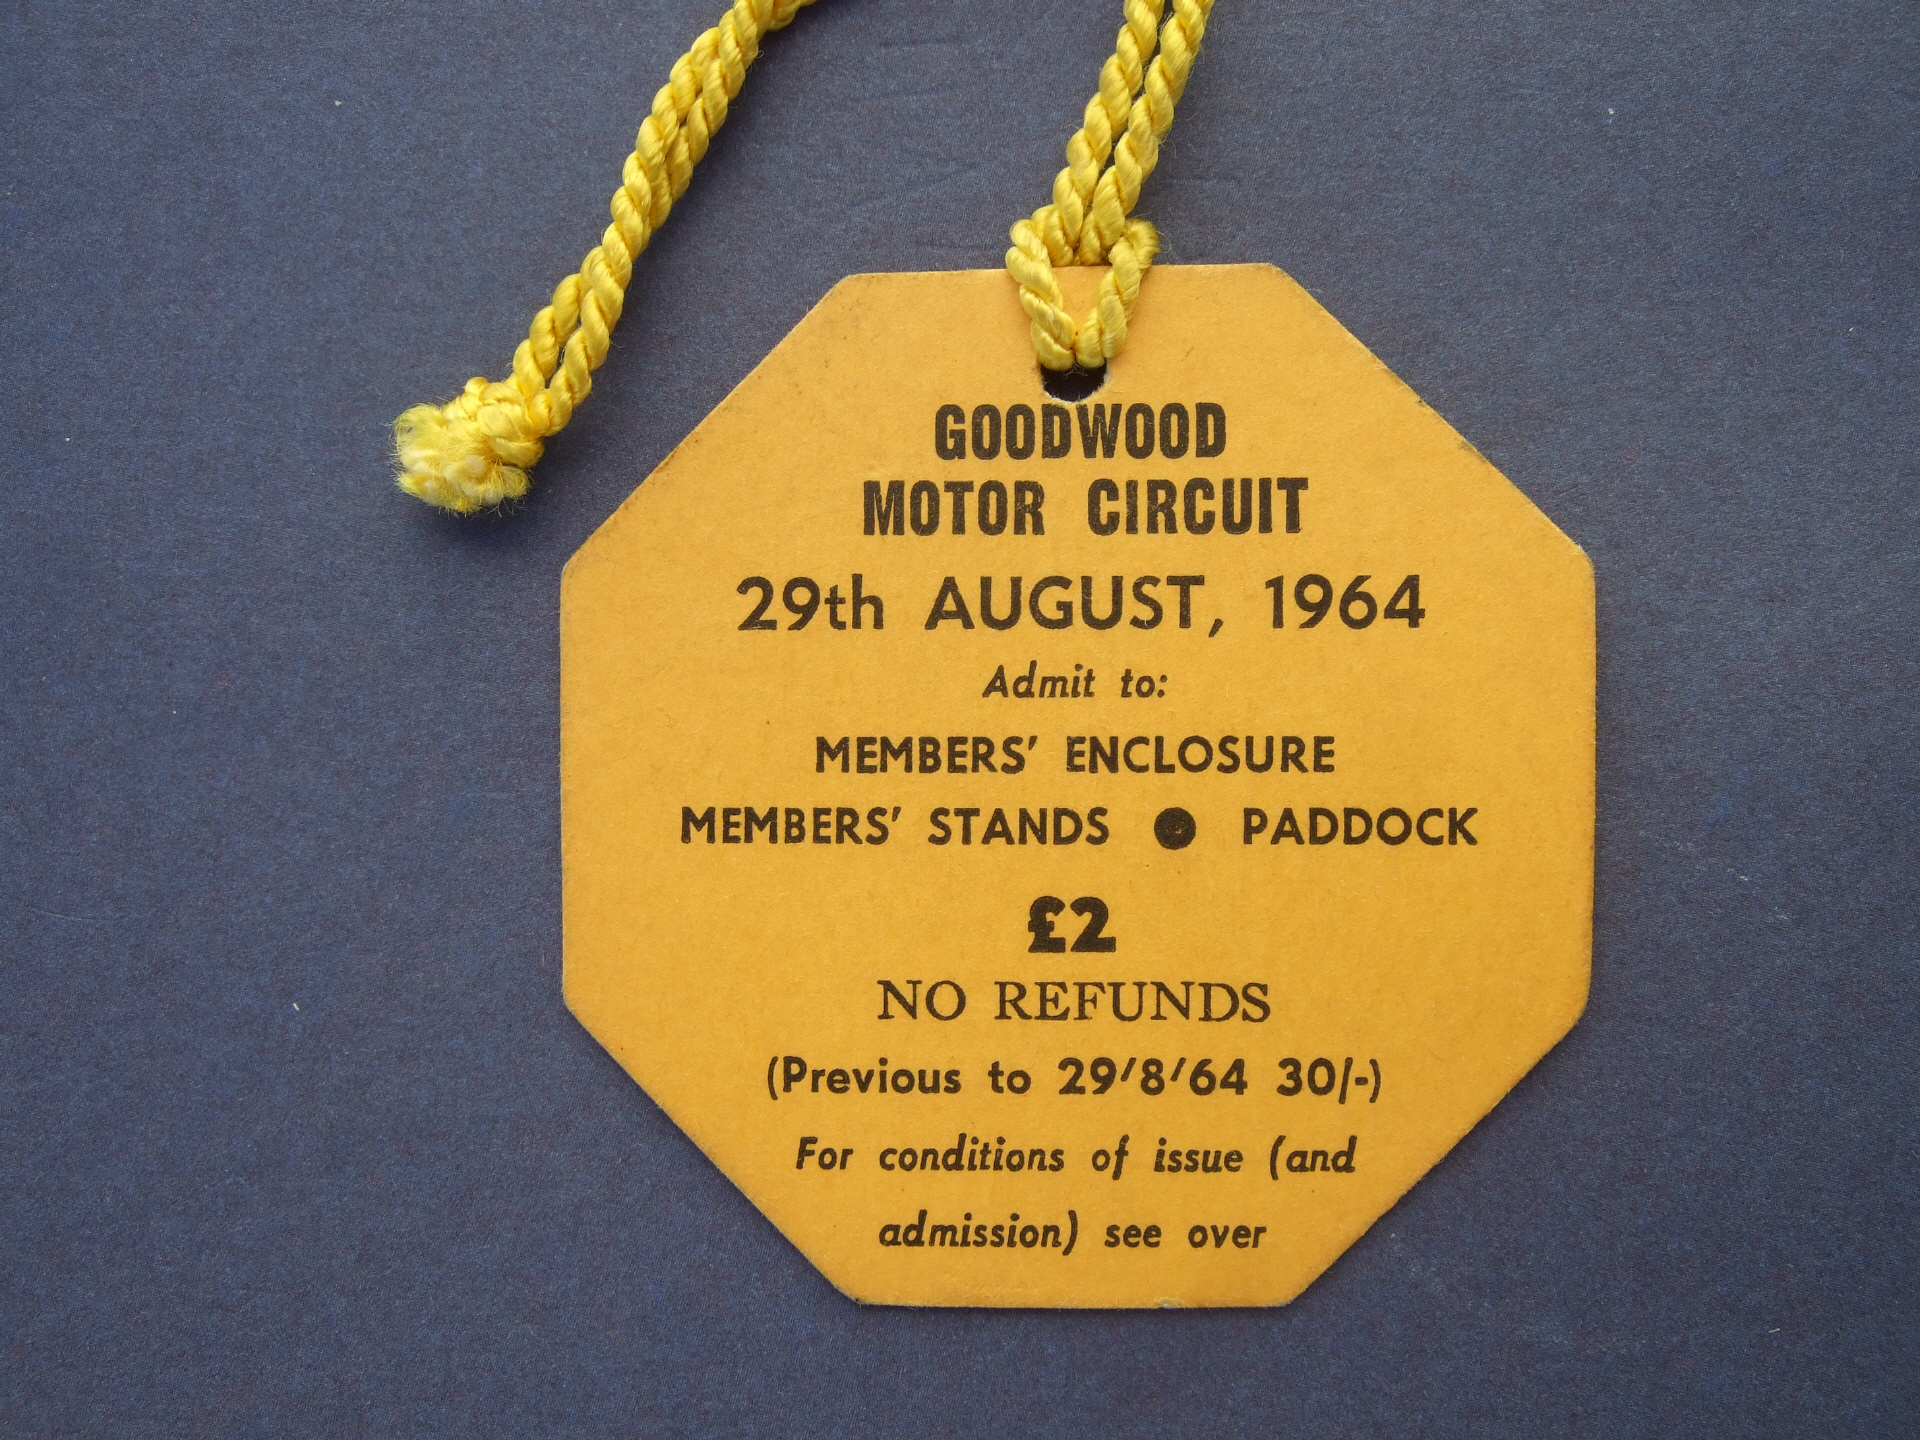 GOODWOOD
MOTOR CIRCUIT
29th AUGUST, 1964
Admit to:
MEMBERS' ENCLOSURE
MEMBERS' STANDS ● PADDOCK
£2
NO REFUNDS
(Previous to 29/8/64 30/-)
For conditions of issue (and
admission) see over